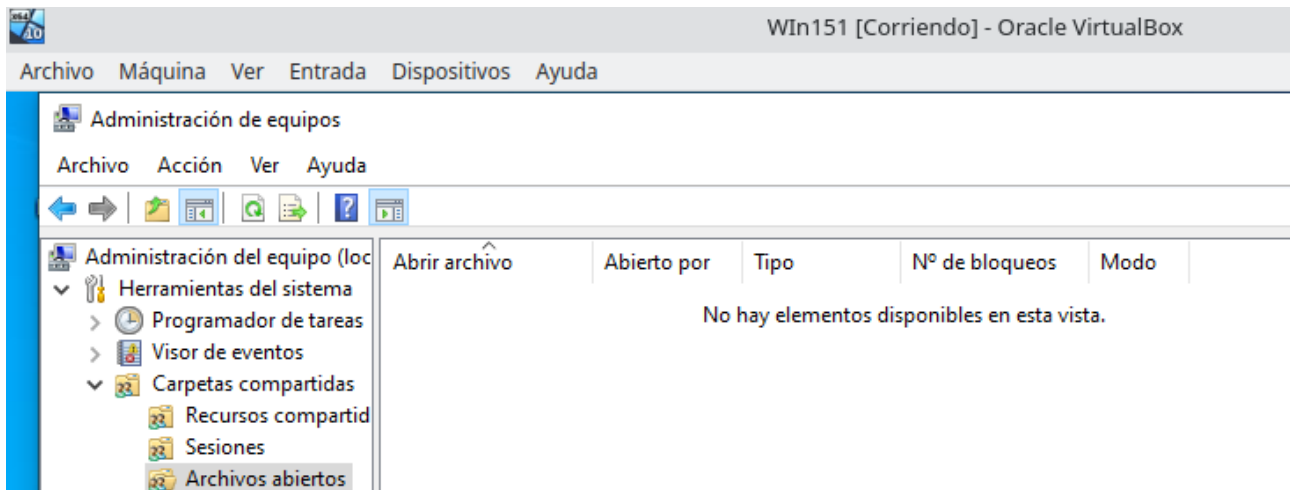 x64
10
WIn151 [Corriendo] - Oracle VirtualBox
Archivo Máquina Ver Entrada Dispositivos Ayuda
Administración de equipos
Archivo Acción Ver Ayuda
Administración del equipo (loc
Abrir archivo Abierto por Tipo Nº de bloqueos Modo
Herramientas del sistema
No hay elementos disponibles en esta vista.
Programador de tareas
Visor de eventos
Carpetas compartidas
Recursos compartid
Sesiones
Archivos abiertos